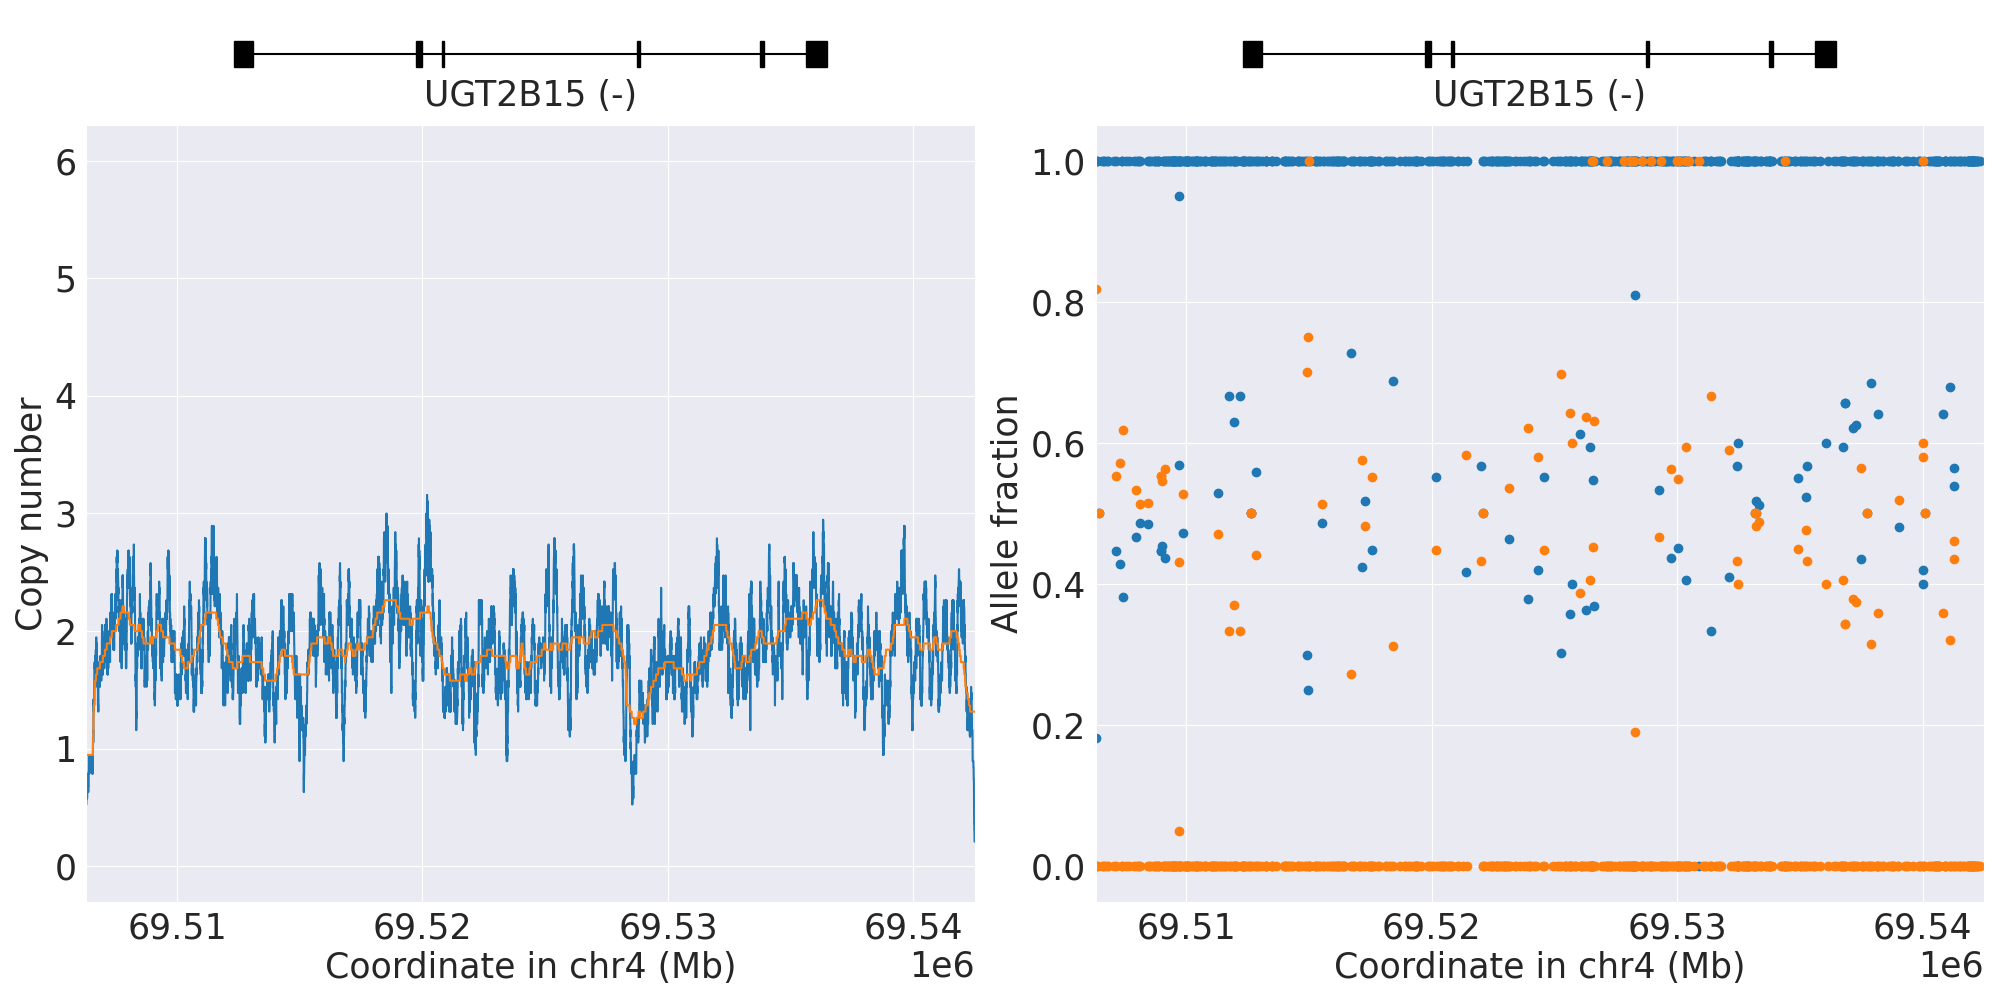 UGT2B15 (-)
UGT2B15 (-)
6
5
4
3
2
1
0
Copy number
69.51
69.52
69.53
69.54
Coordinate in chr4 (Mb)
1e6
1.0
0.8
0.6
0.4
0.2
0.0
Allele fraction
69.51
69.52
69.53
69.54
Coordinate in chr4 (Mb)
1e6